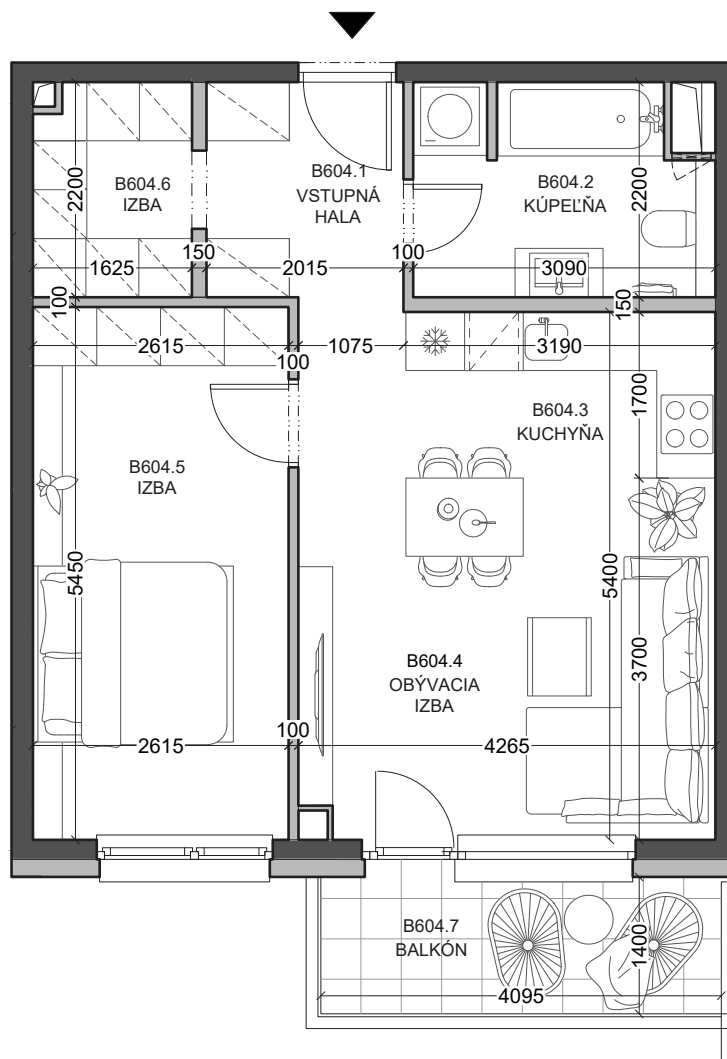 B604.1
VSTUPNÁ
HALA
B604.6
IZBA
B604.2
KÚPEĽŇA
2200
2200
1625
150
2015
100
3090
100
150
2615
100
1075
3190
1700
B604.3
KUCHYŇA
B604.5
IZBA
5450
5400
3700
B604.4
OBÝVACIA
IZBA
2615
100
4265
B604.7
BALKÓN
1400
4095